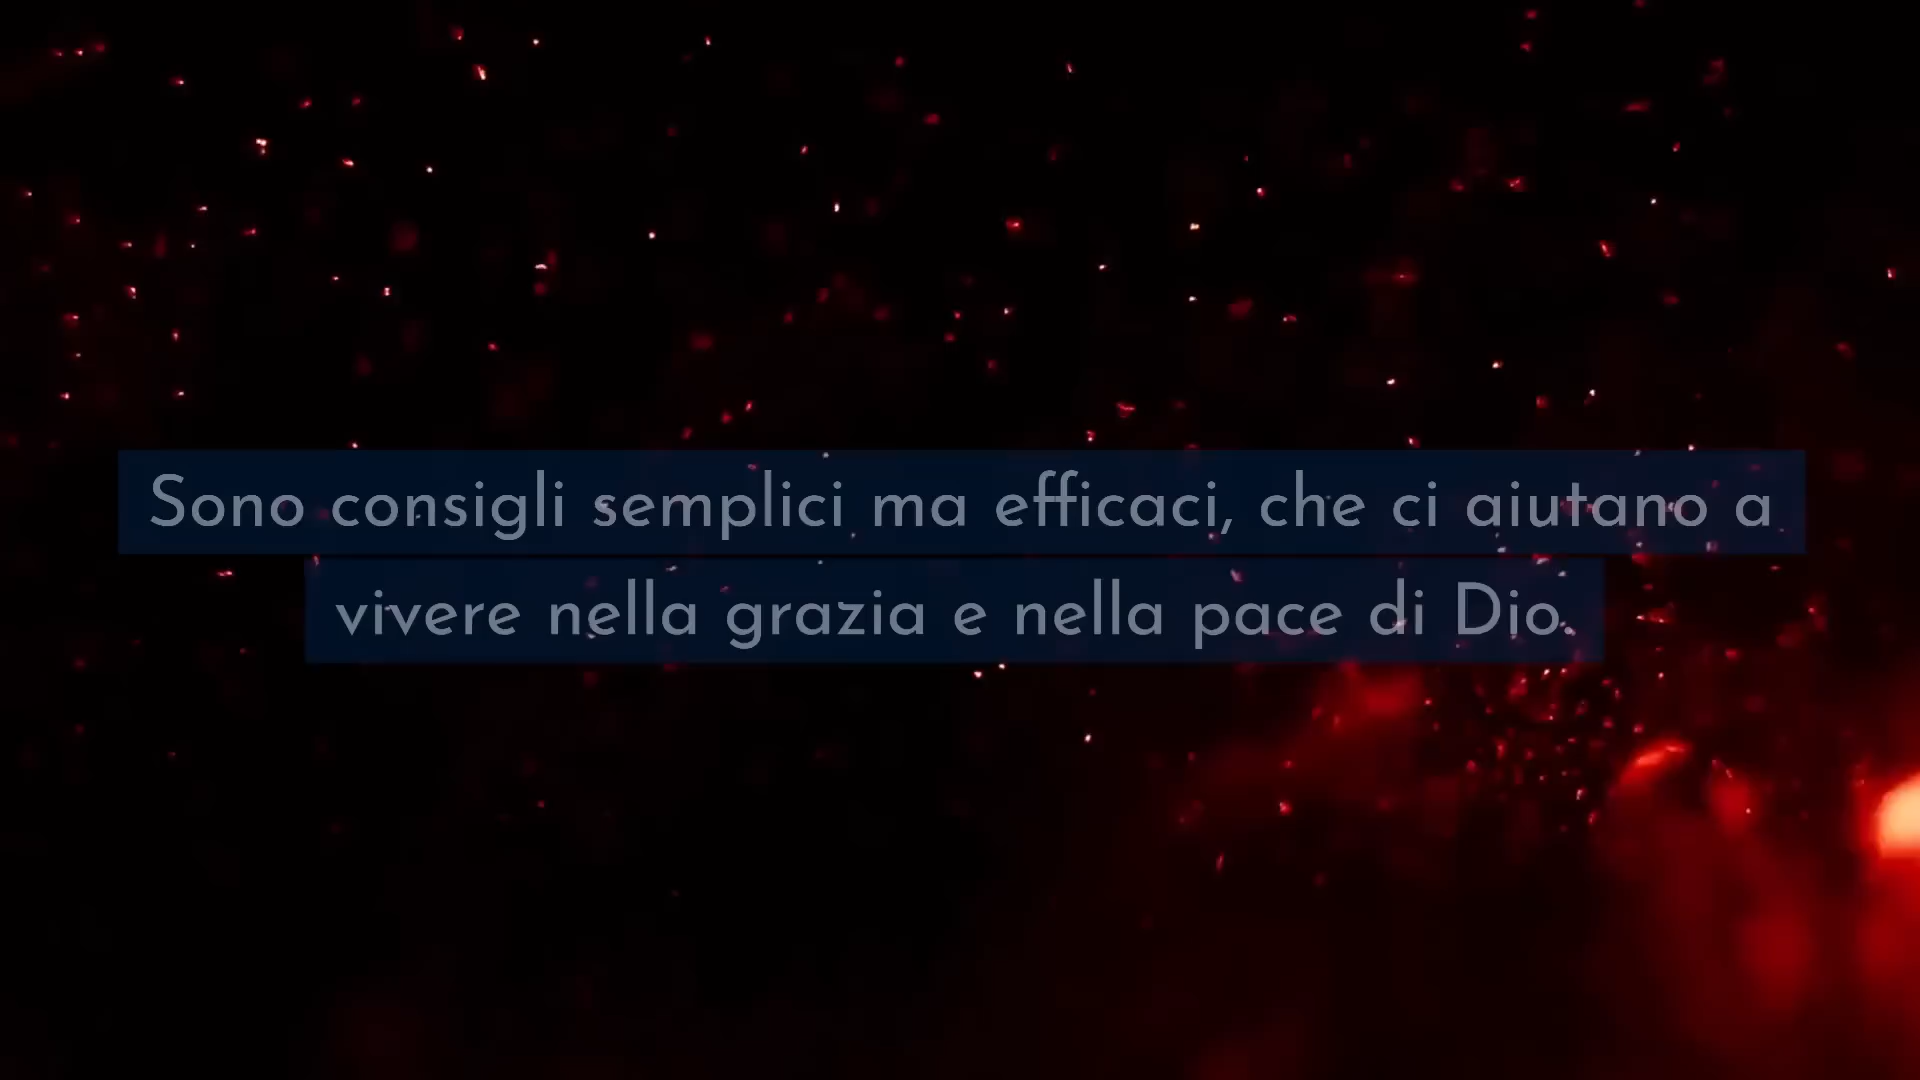 Sono consigli semplici ma efficaci, che ci aiutano a
vivere nella grazia e nella pace di Dio.